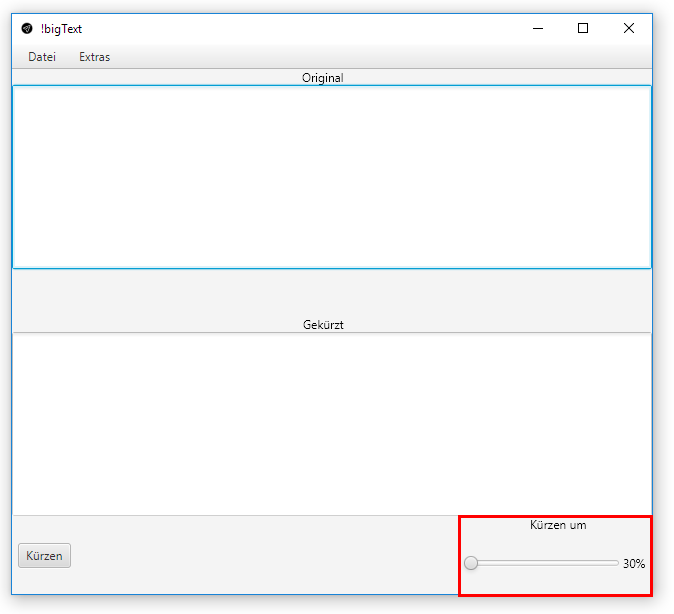 !bigText
Datei Extras
Original
Gekürzt
Kürzen um
Kürzen
30%